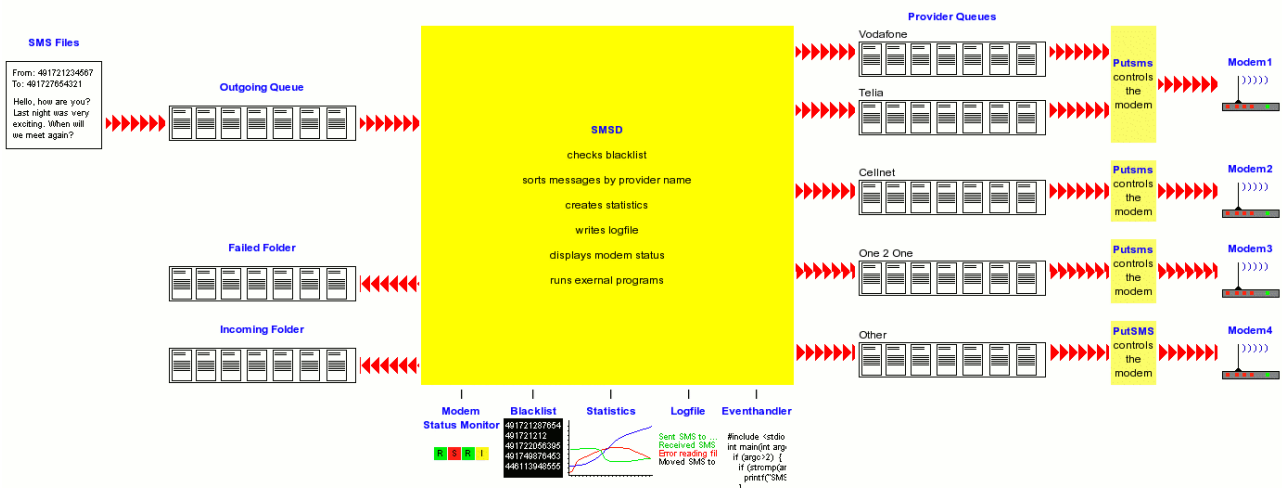 SMS Files
From: 491721234567
To: 491727654321
Hello, how are you?
Last night was very
exciting. When will
we meet again?
Outgoing Queue
Failed Folder
Incoming Folder
SMSD
checks blacklist
sorts messages by provider name
creates statistics
writes logfile
displays modem status
runs exernal programs
Provider Queues
Vodafone
Telia
Cellnet
One 2 One
Other
Putsms
controls
the
modem
Putsms
controls
the
modem
Putsms
controls
the
modem
PutSMS
controls
the
modem
Modem1
Modem2
Modem3
Modem4
Modem
Status Monitor
R S R I
Blacklist
491721287654
491721212
491722056395
491749876453
446113948555
Statistics
Logfile
Sent SMS to ...
Received SMS
Error reading fil
Moved SMS to
Eventhandler
#include <stdio
int main(int arg
if (argc>2) {
if (strcmp(ar
printf("SMS
}